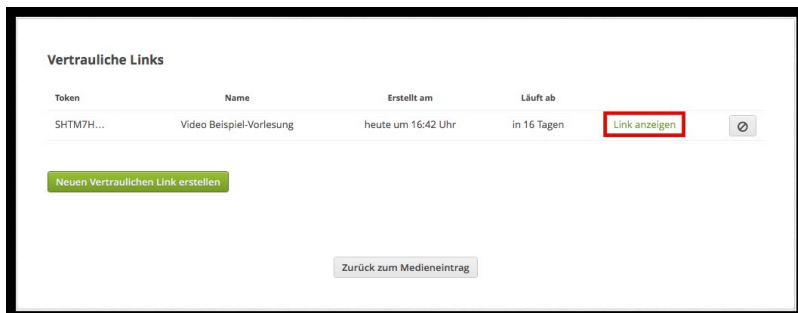 Vertrauliche Links
Token Name Erstellt am Läuft ab
SHTM7H... Video Beispiel-Vorlesung heute um 16:42 Uhr in 16 Tagen Link anzeigen
Neuen Vertraulichen Link erstellen
Zurück zum Medieneintrag